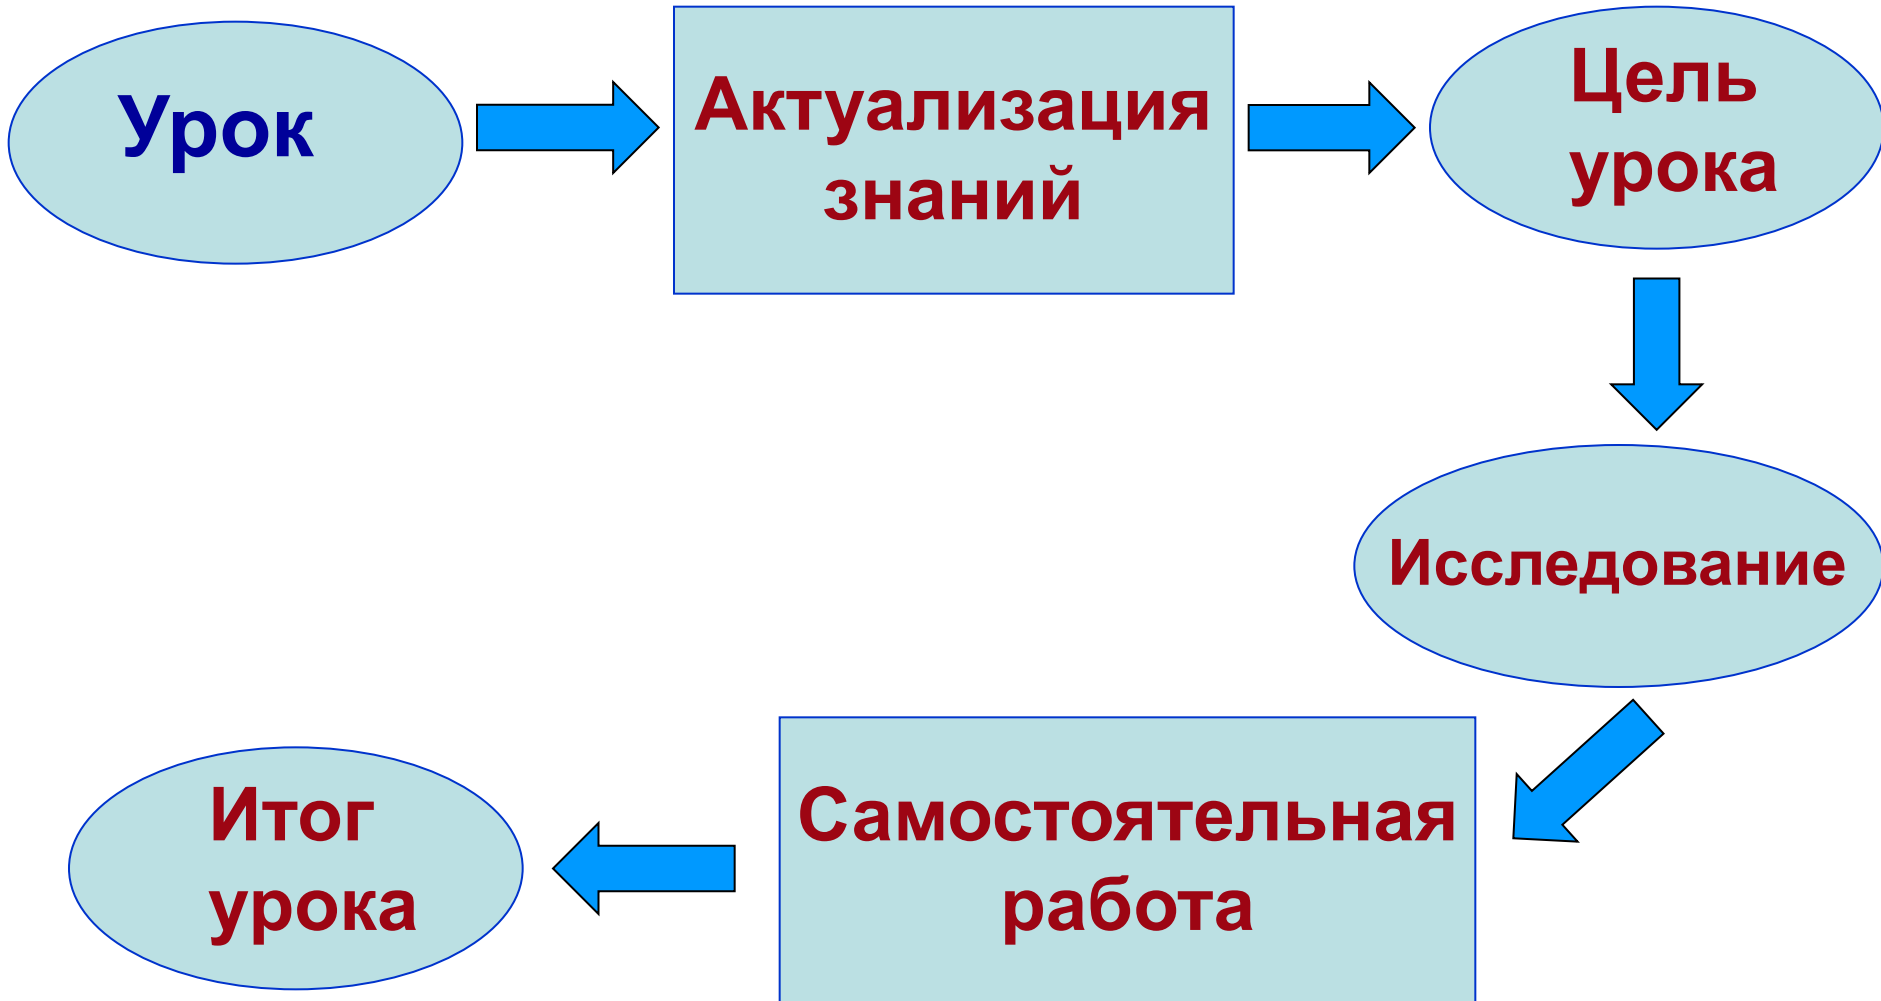 Урок
Актуализация
знаний
Цель
урока
Исследование
Самостоятельная
работа
Итог
урока